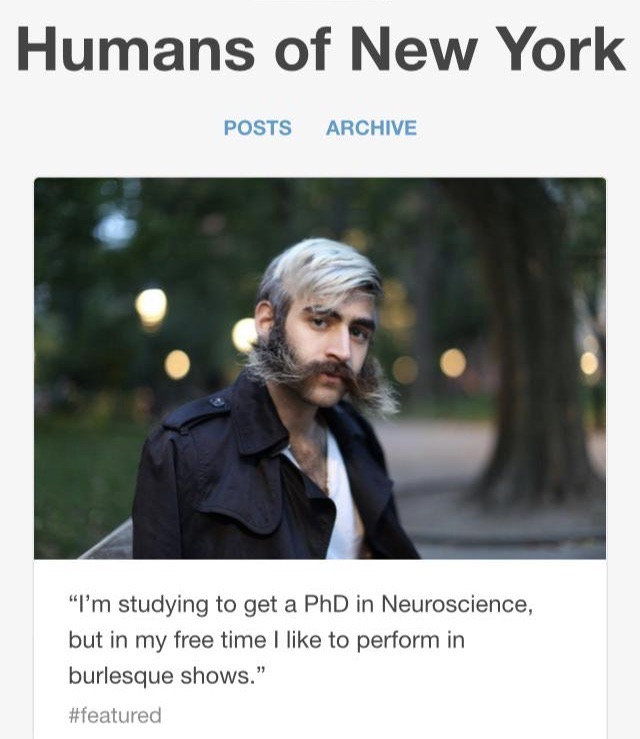 Humans of New York
POSTS ARCHIVE
“I’m studying to get a PhD in Neuroscience,
but in my free time I like to perform in
burlesque shows.”
#featured